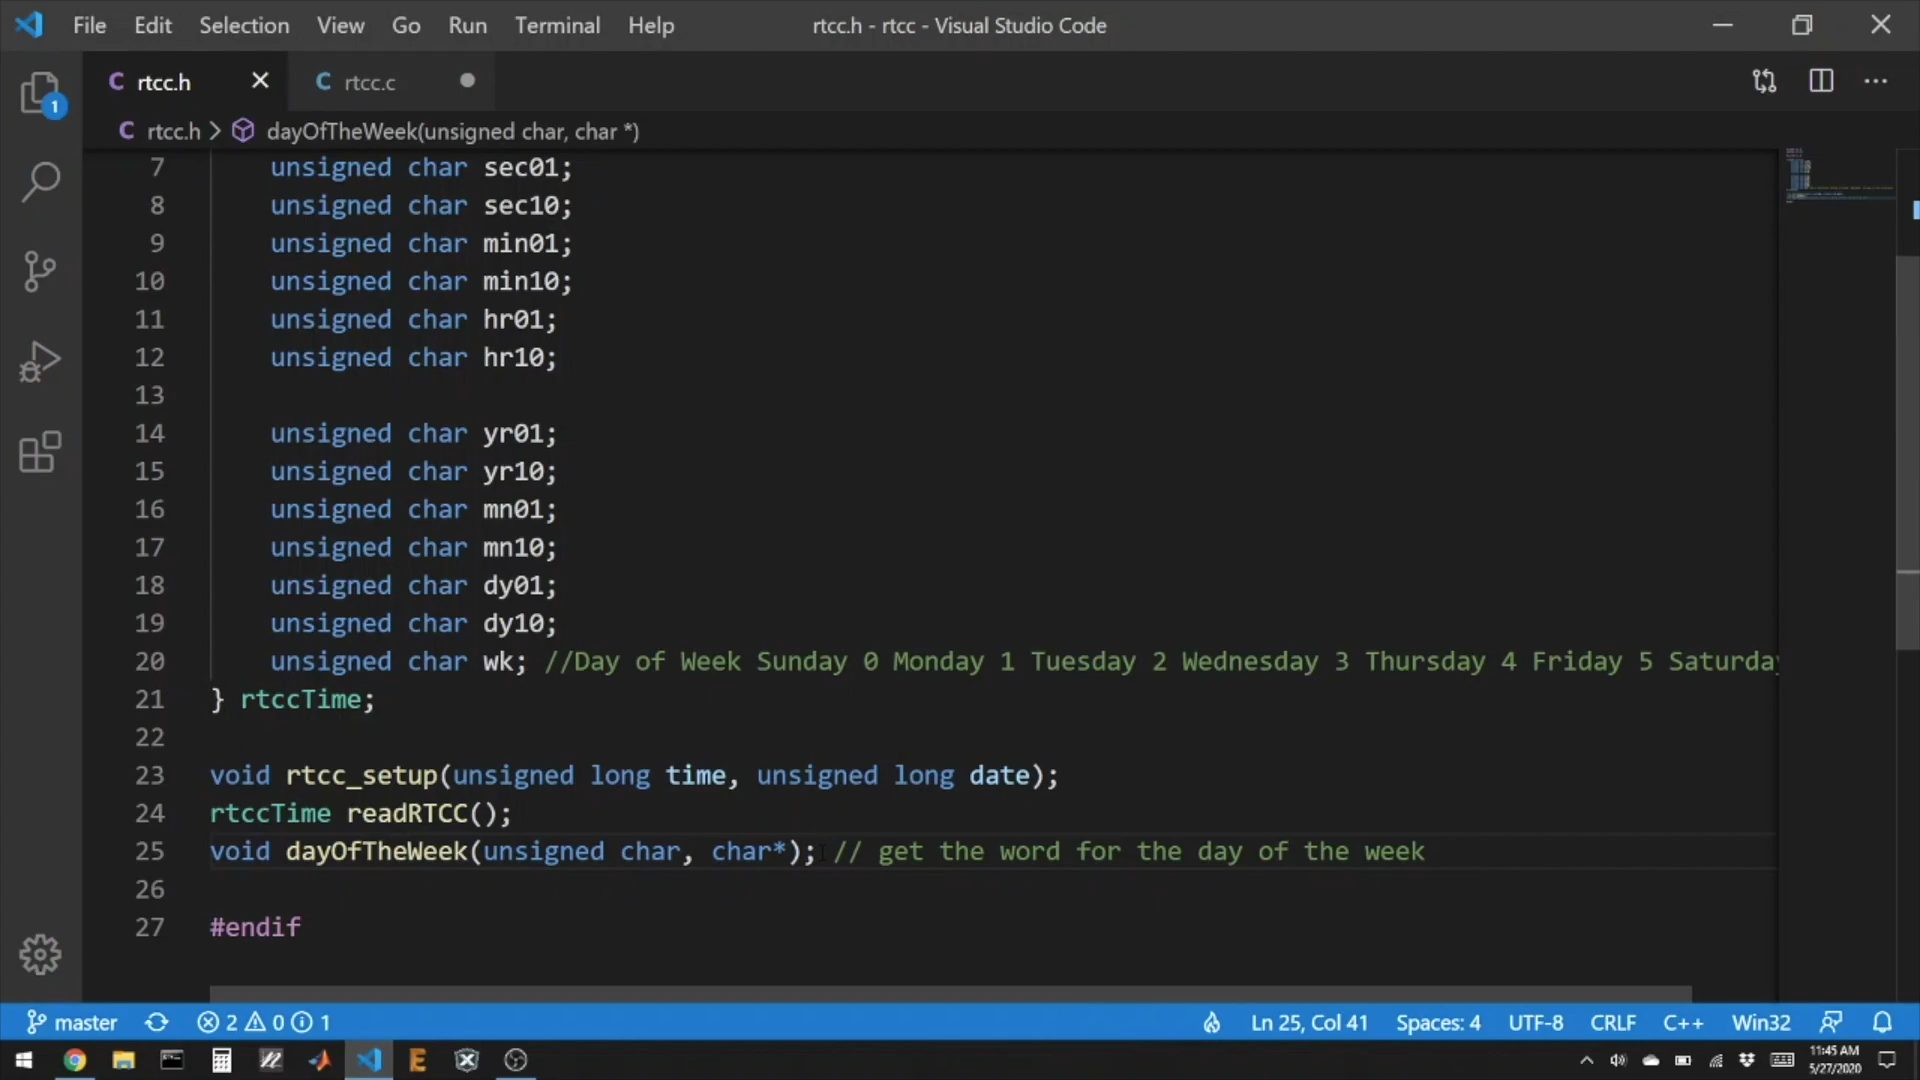 File Edit Selection View Go Run Terminal Help rtcc.h - rtcc - Visual Studio Code
C rtcc.h C rtcc.c
C rtcc.h > dayOfTheWeek(unsigned char, char *)
7 unsigned char sec01;
8 unsigned char sec10;
9 unsigned char min01;
10 unsigned char min10;
11 unsigned char hr01;
12 unsigned char hr10;
13
14 unsigned char yr01;
15 unsigned char yr10;
16 unsigned char mn01;
17 unsigned char mn10;
18 unsigned char dy01;
19 unsigned char dy10;
20 unsigned char wk; //Day of Week Sunday 0 Monday 1 Tuesday 2 Wednesday 3 Thursday 4 Friday 5 Saturday
21 } rtccTime;
22
23 void rtcc_setup(unsigned long time, unsigned long date);
24 rtccTime readRTCC();
25 void dayOfTheWeek(unsigned char, char*); // get the word for the day of the week
26
27 #endif
1
master 2 0 1 Ln 25, Col 41 Spaces: 4 UTF-8 CRLF C++ Win32
11:45 AM
5/27/2020